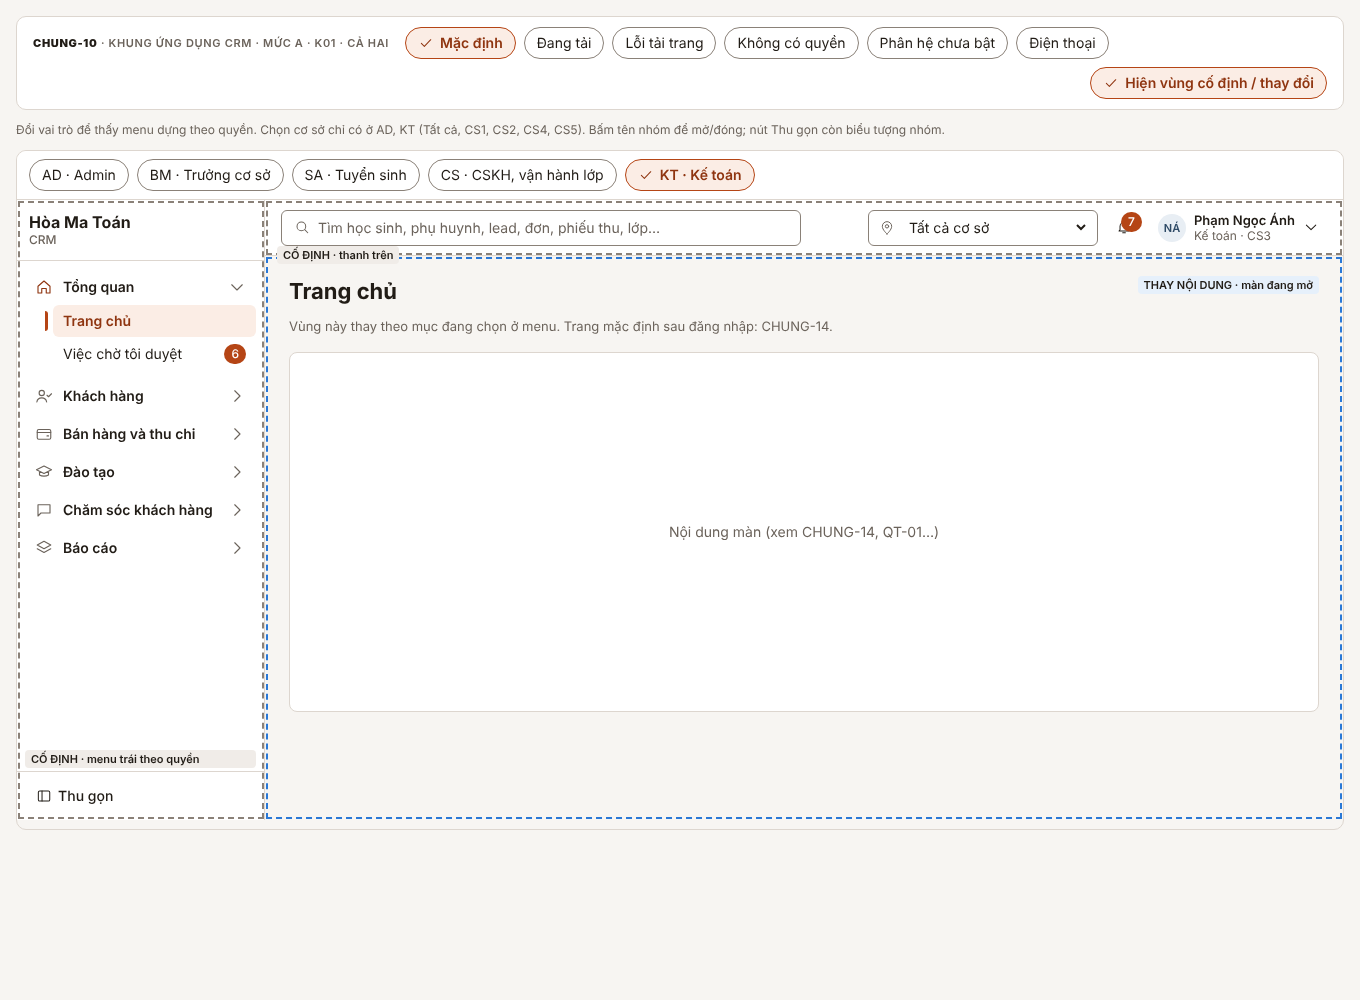 CHUNG-10 · KHUNG ỨNG DỤNG CRM · MỨC A · K01 · CẢ HAI
Mặc định
Đang tải
Lỗi tải trang
Không có quyền
Phân hệ chưa bật
Điện thoại
Hiện vùng cố định / thay đổi
Đổi vai trò để thấy menu dựng theo quyền. Chọn cơ sở chỉ có ở AD, KT (Tất cả, CS1, CS2, CS4, CS5). Bấm tên nhóm để mở/đóng; nút Thu gọn còn biểu tượng nhóm.
AD · Admin
BM · Trưởng cơ sở
SA · Tuyển sinh
CS · CSKH, vận hành lớp
KT · Kế toán
Hòa Ma Toán
CRM
Tìm học sinh, phụ huynh, lead, đơn, phiếu thu, lớp...
Tất cả cơ sở
7
NÁ
Phạm Ngọc Ánh
Kế toán · CS3
CỐ ĐỊNH · thanh trên
Tổng quan
Trang chủ
Việc chờ tôi duyệt
6
Khách hàng
Bán hàng và thu chi
Đào tạo
Chăm sóc khách hàng
Báo cáo
CỐ ĐỊNH · menu trái theo quyền
Thu gọn
Trang chủ
THAY NỘI DUNG · màn đang mở
Vùng này thay theo mục đang chọn ở menu. Trang mặc định sau đăng nhập: CHUNG-14.
Nội dung màn (xem CHUNG-14, QT-01...)